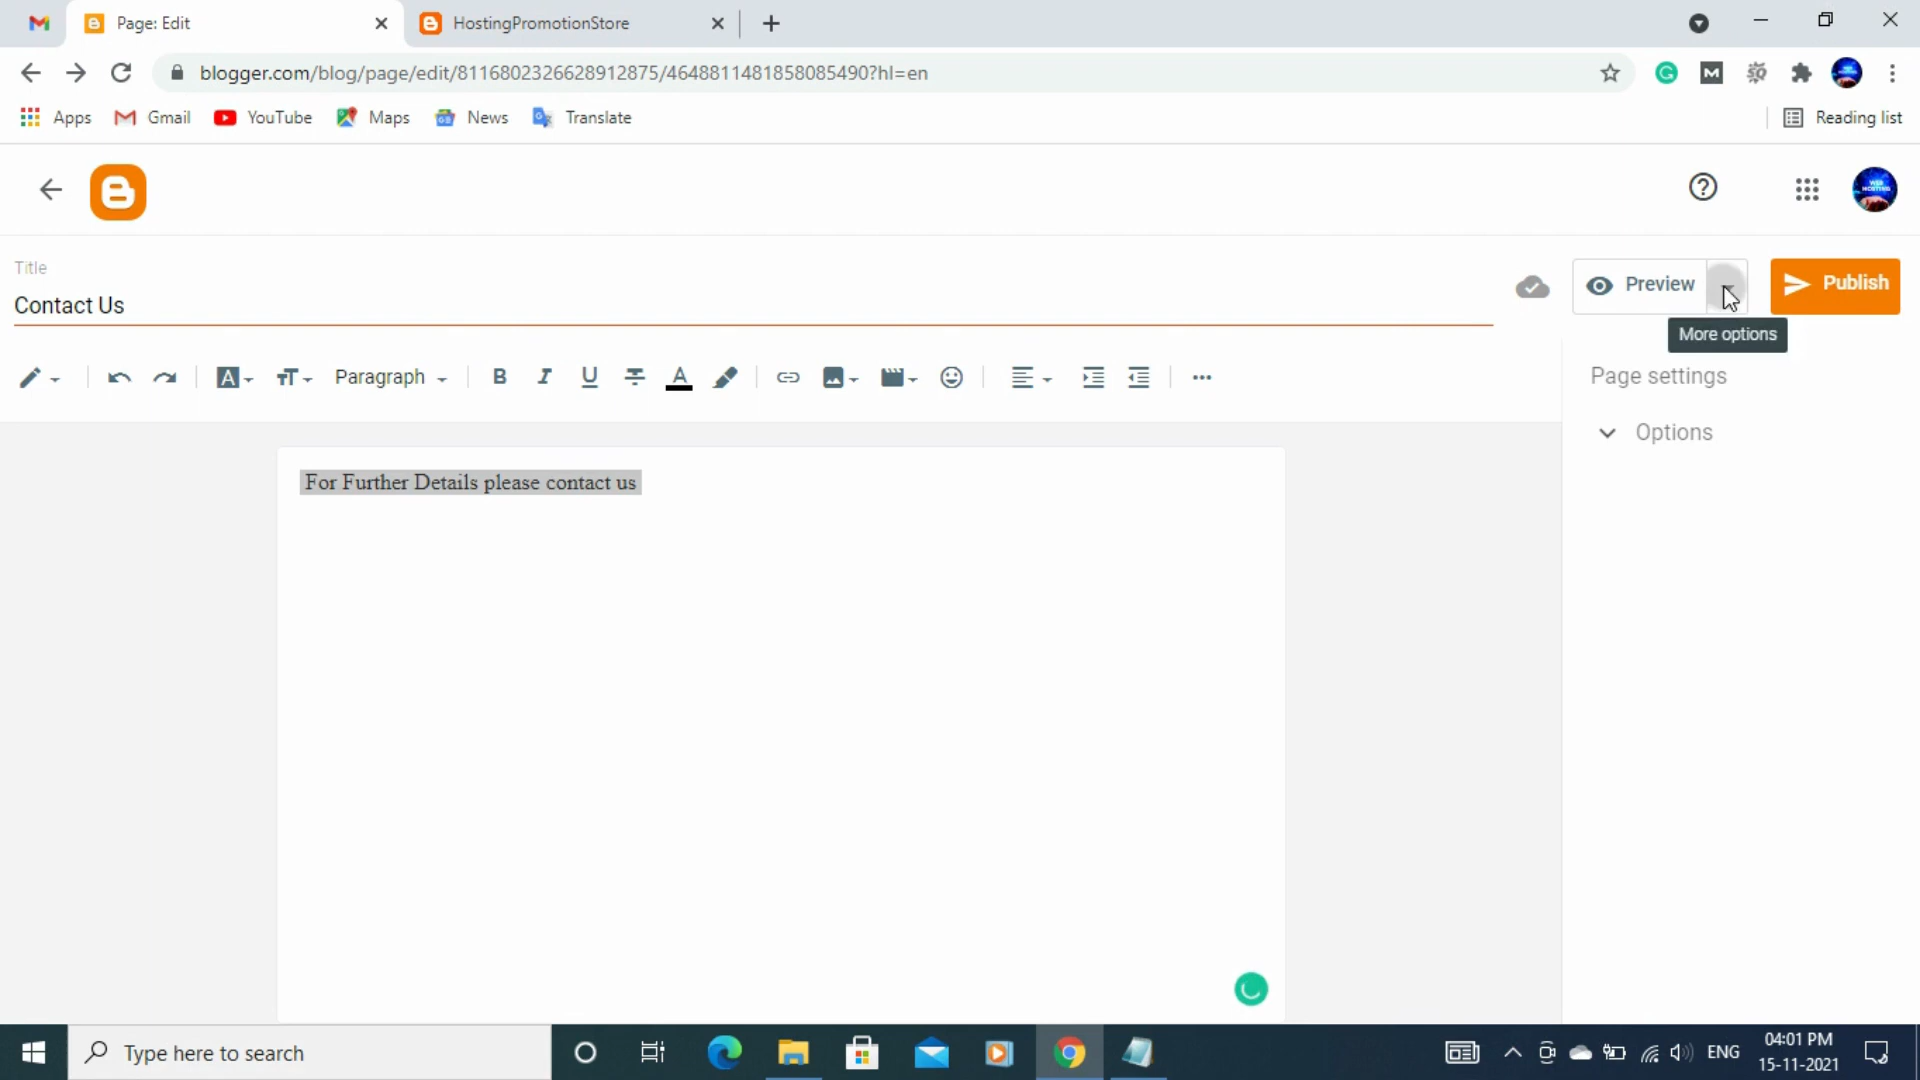 Page: Edit
HostingPromotionStore
blogger.com/blog/page/edit/8116802326628912875/4648811481858085490?hl=en
Apps
Gmail
YouTube
Maps
News
Translate
Reading list
Title
Contact Us
Preview
Publish
More options
Paragraph
Page settings
Options
For Further Details please contact us
Type here to search
ENG
04:01 PM
15-11-2021